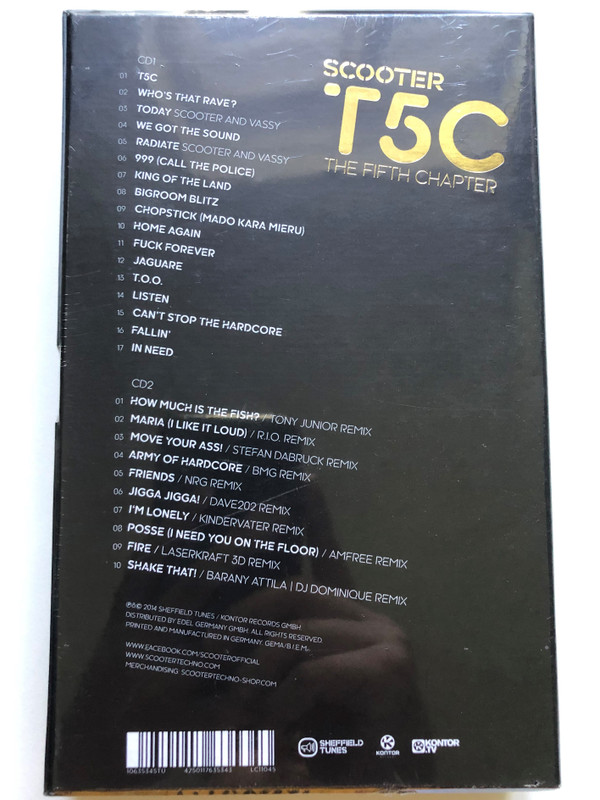 SCOOTER
T5C
THE FIFTH CHAPTER
CD1
01 T5C
02 WHO'S THAT RAVE?
03 TODAY SCOOTER AND VASSY
04 WE GOT THE SOUND
05 RADIATE SCOOTER AND VASSY
06 999 (CALL THE POLICE)
07 KING OF THE LAND
08 BIGROOM BLITZ
09 CHOPSTICK (MADO KARA MIERU)
10 HOME AGAIN
11 FUCK FOREVER
12 JAGUARE
13 T.O.O.
14 LISTEN
15 CAN'T STOP THE HARDCORE
16 FALLIN'
17 IN NEED
CD2
01 HOW MUCH IS THE FISH? / TONY JUNIOR REMIX
02 MARIA (I LIKE IT LOUD) / R.I.O. REMIX
03 MOVE YOUR ASS! / STEFAN DABRUCK REMIX
04 ARMY OF HARDCORE / BMG REMIX
05 FRIENDS / NRG REMIX
06 JIGGA JIGGA! / DAVE202 REMIX
07 I'M LONELY / KINDERVATER REMIX
08 POSSE (I NEED YOU ON THE FLOOR) / AMFREE REMIX
09 FIRE / LASERKRAFT 3D REMIX
10 SHAKE THAT! / BARANY ATTILA | DJ DOMINIQUE REMIX
℗&© 2014 SHEFFIELD TUNES / KONTOR RECORDS GMBH
DISTRIBUTED BY EDEL GERMANY GMBH. ALL RIGHTS RESERVED.
PRINTED AND MANUFACTURED IN GERMANY. GEMA/B.I.E.M.
WWW.FACEBOOK.COM/SCOOTEROFFICIAL
WWW.SCOOTERTECHNO.COM
MERCHANDISING: SCOOTERTECHNO-SHOP.COM
SHEFFIELD TUNES
KONTOR
KONTOR.TV
1063534STU 4250117635343 LC11049